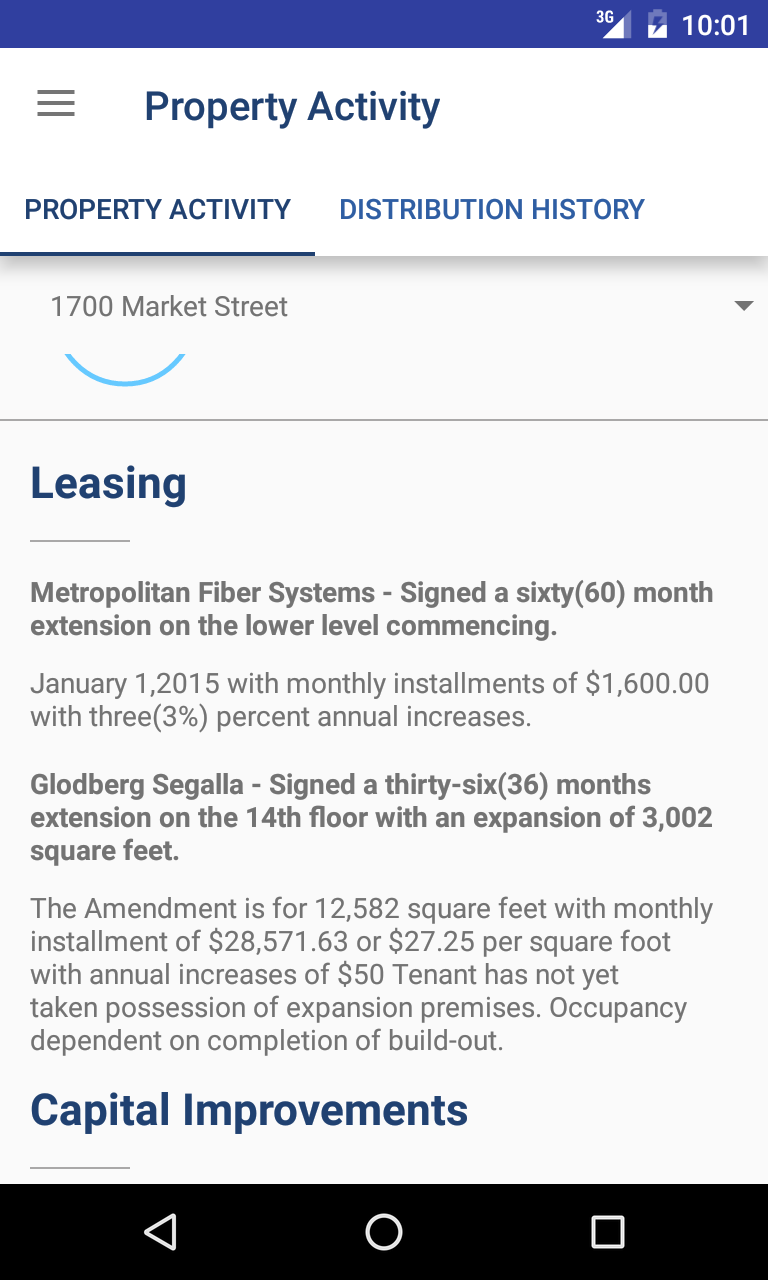 3G 10:01
Property Activity
PROPERTY ACTIVITY DISTRIBUTION HISTORY
1700 Market Street
Leasing
Metropolitan Fiber Systems - Signed a sixty(60) month
extension on the lower level commencing.
January 1,2015 with monthly installments of $1,600.00
with three(3%) percent annual increases.
Glodberg Segalla - Signed a thirty-six(36) months
extension on the 14th floor with an expansion of 3,002
square feet.
The Amendment is for 12,582 square feet with monthly
installment of $28,571.63 or $27.25 per square foot
with annual increases of $50 Tenant has not yet
taken possession of expansion premises. Occupancy
dependent on completion of build-out.
Capital Improvements